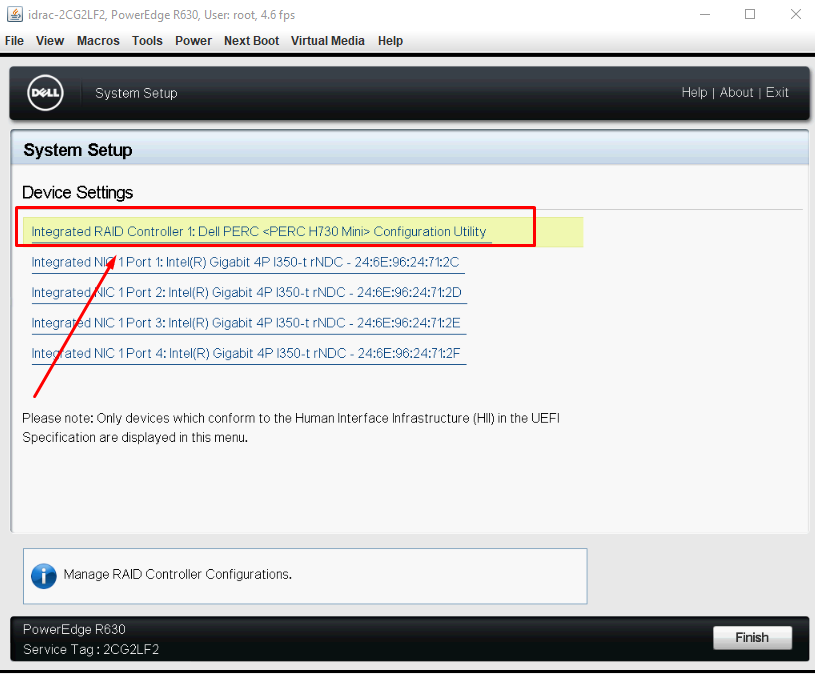 idrac-2CG2LF2, PowerEdge R630, User: root, 4.6 fps
File View Macros Tools Power Next Boot Virtual Media Help
DELL System Setup Help | About | Exit
System Setup
Device Settings
Integrated RAID Controller 1: Dell PERC <PERC H730 Mini> Configuration Utility
Integrated NIC 1 Port 1: Intel(R) Gigabit 4P I350-t rNDC - 24:6E:96:24:71:2C
Integrated NIC 1 Port 2: Intel(R) Gigabit 4P I350-t rNDC - 24:6E:96:24:71:2D
Integrated NIC 1 Port 3: Intel(R) Gigabit 4P I350-t rNDC - 24:6E:96:24:71:2E
Integrated NIC 1 Port 4: Intel(R) Gigabit 4P I350-t rNDC - 24:6E:96:24:71:2F
Please note: Only devices which conform to the Human Interface Infrastructure (HII) in the UEFI
Specification are displayed in this menu.
Manage RAID Controller Configurations.
PowerEdge R630
Service Tag : 2CG2LF2
Finish